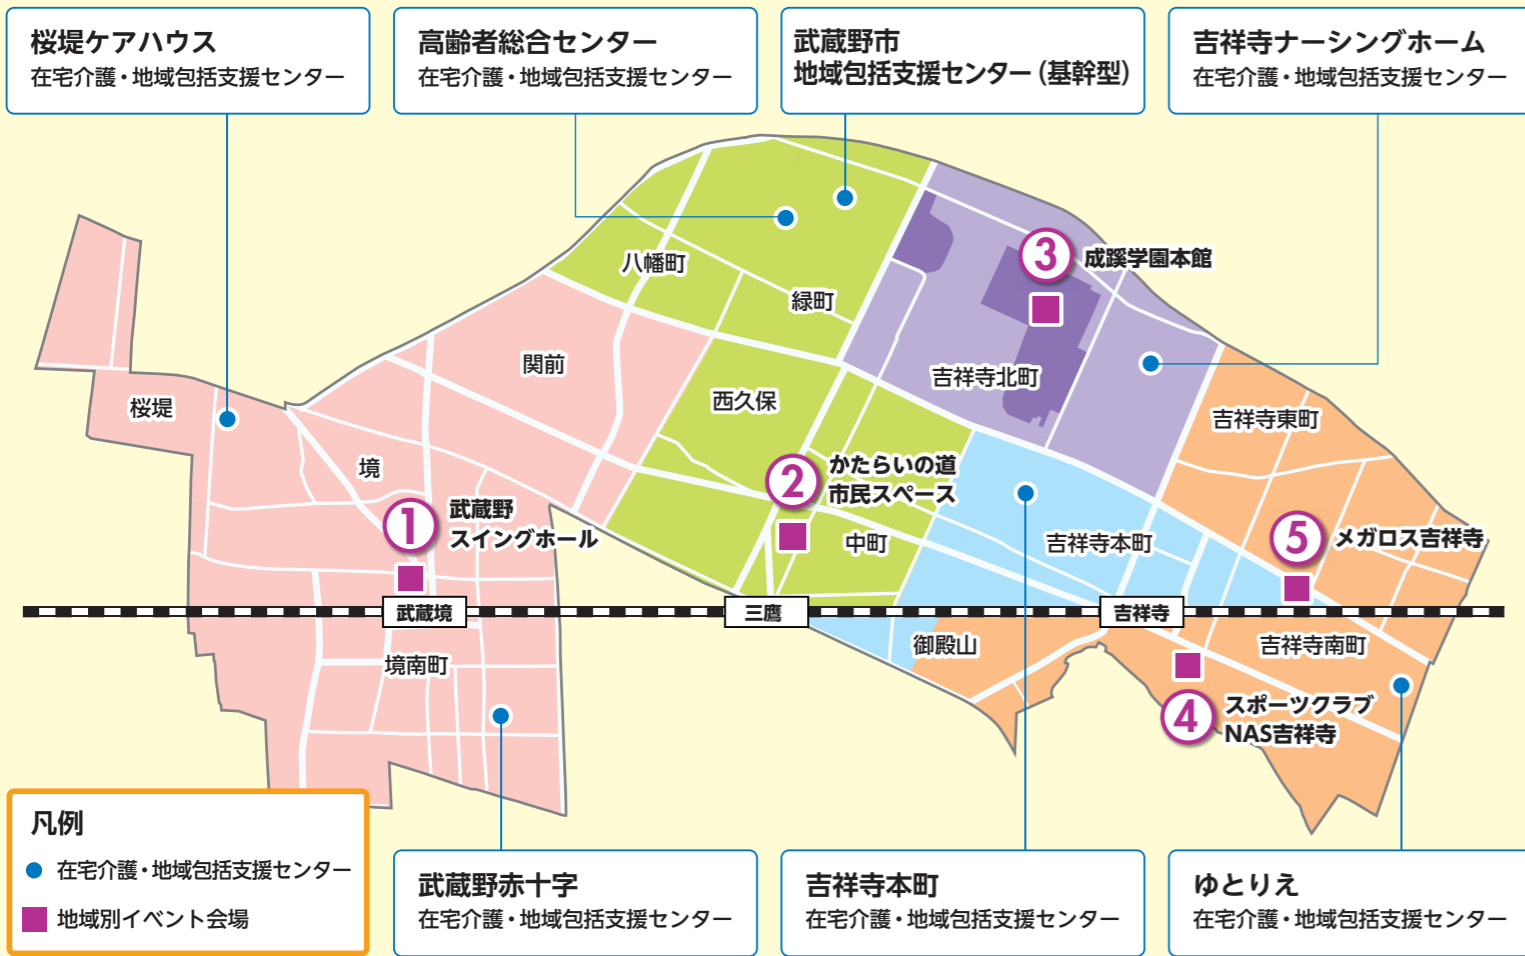 桜堤ケアハウス
在宅介護・地域包括支援センター
高齢者総合センター
在宅介護・地域包括支援センター
武蔵野市
地域包括支援センター（基幹型）
吉祥寺ナーシングホーム
在宅介護・地域包括支援センター
八幡町
緑町
3
成蹊学園本館
関前
西久保
吉祥寺北町
吉祥寺東町
桜堤
境
1
武蔵野
スイングホール
2
かたらいの道
市民スペース
中町
吉祥寺本町
5
メガロス吉祥寺
武蔵境
三鷹
吉祥寺
境南町
御殿山
吉祥寺南町
4
スポーツクラブ
NAS吉祥寺
凡例
在宅介護・地域包括支援センター
地域別イベント会場
武蔵野赤十字
在宅介護・地域包括支援センター
吉祥寺本町
在宅介護・地域包括支援センター
ゆとりえ
在宅介護・地域包括支援センター